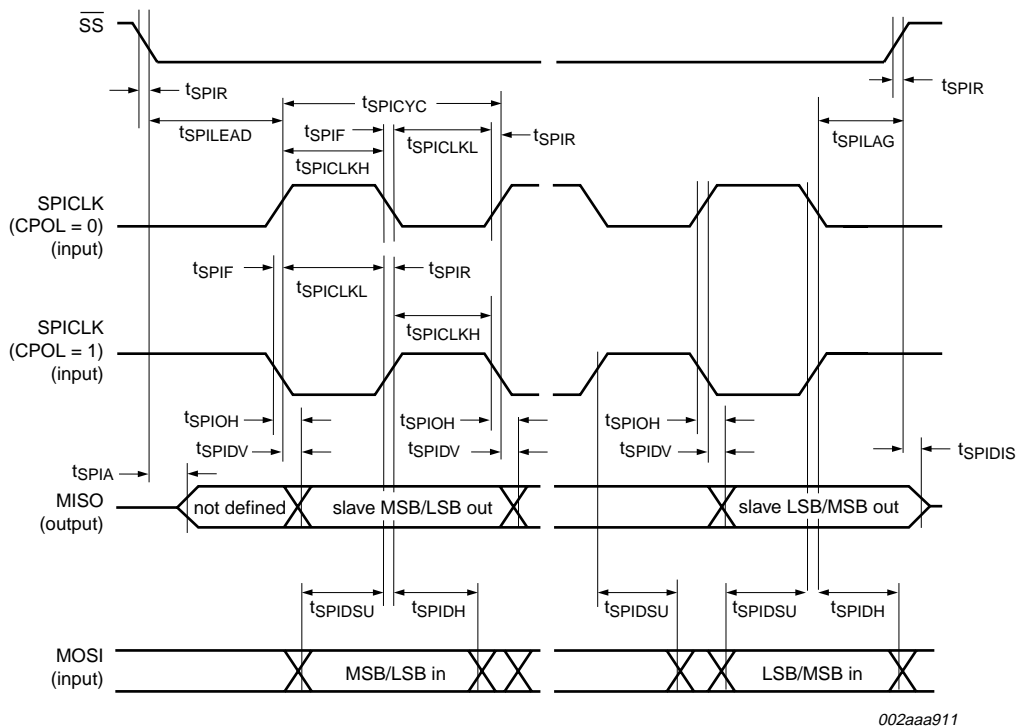 SS
tSPIR
tSPIR
tSPICYC
tSPILEAD
tSPIF
tSPICLKL
tSPIR
tSPILAG
tSPICLKH
SPICLK
(CPOL = 0)
(input)
tSPIF
tSPIR
tSPICLKL
SPICLK
(CPOL = 1)
(input)
tSPICLKH
tSPIOH
tSPIOH
tSPIOH
tSPIDV
tSPIDV
tSPIDV
tSPIDIS
tSPIA
MISO
(output)
not defined
slave MSB/LSB out
slave LSB/MSB out
tSPIDSU
tSPIDH
tSPIDSU
tSPIDSU
tSPIDH
MOSI
(input)
MSB/LSB in
LSB/MSB in
002aaa911